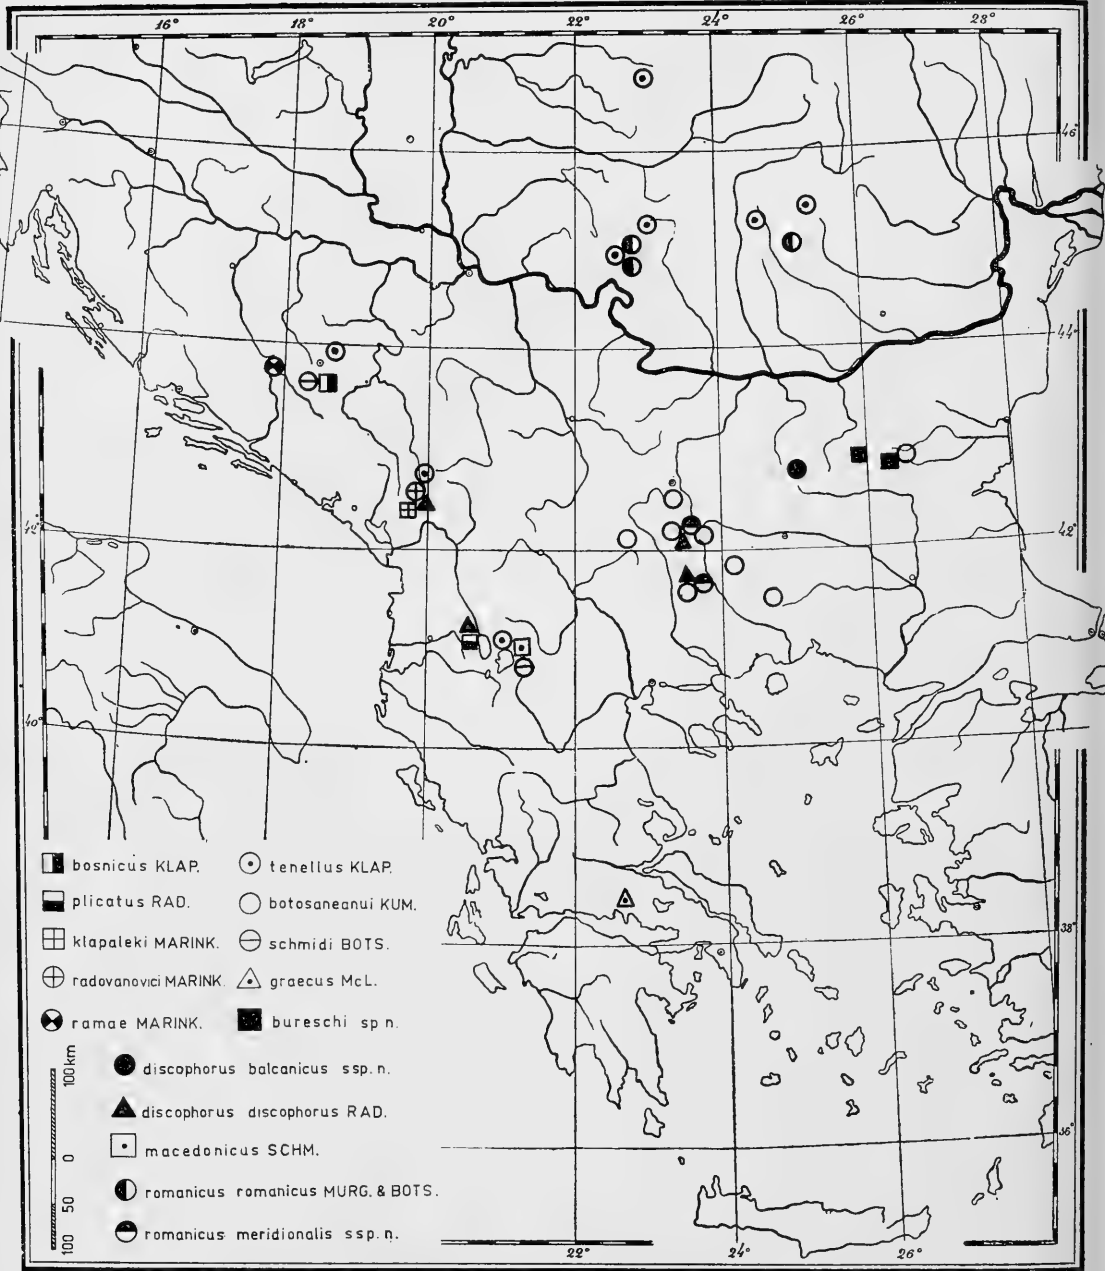 16° 18° 20° 22° 24° 26° 28°
46°
44°
42° 42°
40°
bosnicus KLAP. tenellus KLAP.
plicatus RAD. botosaneanui KUM.
klapaleki MARINK. schmidi BOTS.
radovanovici MARINK. graecus McL.
ramae MARINK. bureschi sp n.
discophorus balcanicus ssp. n.
discophorus discophorus RAD.
macedonicus SCHM.
romanicus romanicus MURG. & BOTS.
romanicus meridionalis ssp. n.
100 km
0
50
100
38°
36°
22° 24° 26°